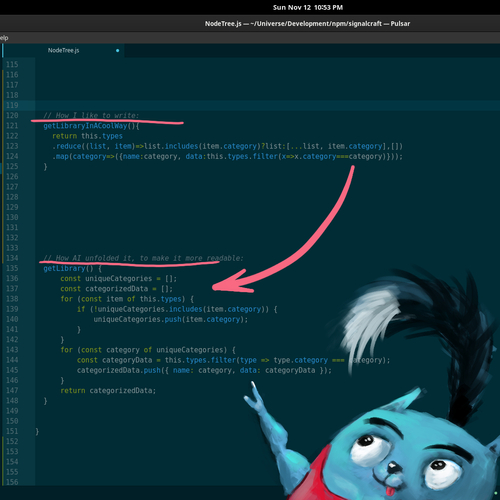 Sun Nov 12  10:53 PM
NodeTree.js — ~/Universe/Development/npm/signalcraft — Pulsar
elp
NodeTree.js
115
116
117
118
119
120 // How I like to write:
121 getLibraryInACoolWay(){
122 return this.types
123 .reduce((list, item)=>list.includes(item.category)?list:[...list, item.category],[])
124 .map(category=>({name:category, data:this.types.filter(x=>x.category===category)}));
125 }
126
127
128
129
130
131
132
133
134 // How AI unfolded it, to make it more readable:
135 getLibrary() {
136 const uniqueCategories = [];
137 const categorizedData = [];
138 for (const item of this.types) {
139 if (!uniqueCategories.includes(item.category)) {
140 uniqueCategories.push(item.category);
141 }
142 }
143 for (const category of uniqueCategories) {
144 const categoryData = this.types.filter(type => type.category === category);
145 categorizedData.push({ name: category, data: categoryData });
146 }
147 return categorizedData;
148 }
149
150
151 }
152
153
154
155
156